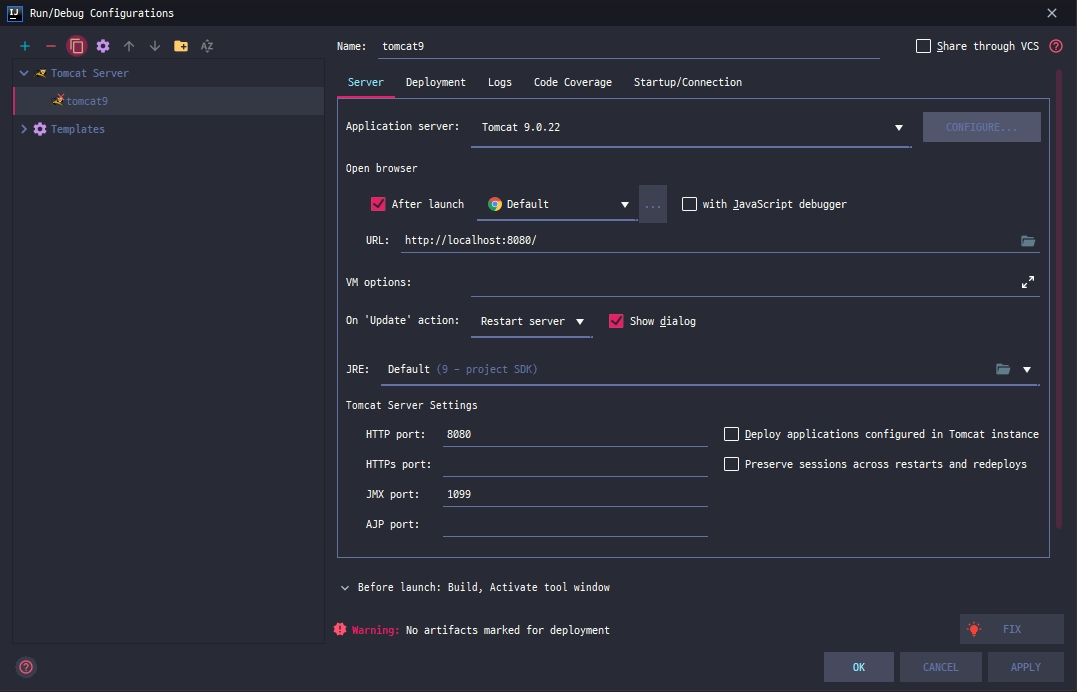 IJ Run/Debug Configurations
Name: tomcat9
Share through VCS
Tomcat Server
tomcat9
Templates
Server Deployment Logs Code Coverage Startup/Connection
Application server: Tomcat 9.0.22 CONFIGURE...
Open browser
After launch Default ... with JavaScript debugger
URL: http://localhost:8080/
VM options:
On 'Update' action: Restart server Show dialog
JRE: Default (9 - project SDK)
Tomcat Server Settings
HTTP port: 8080 Deploy applications configured in Tomcat instance
HTTPs port: Preserve sessions across restarts and redeploys
JMX port: 1099
AJP port:
Before launch: Build, Activate tool window
Warning: No artifacts marked for deployment FIX
OK CANCEL APPLY